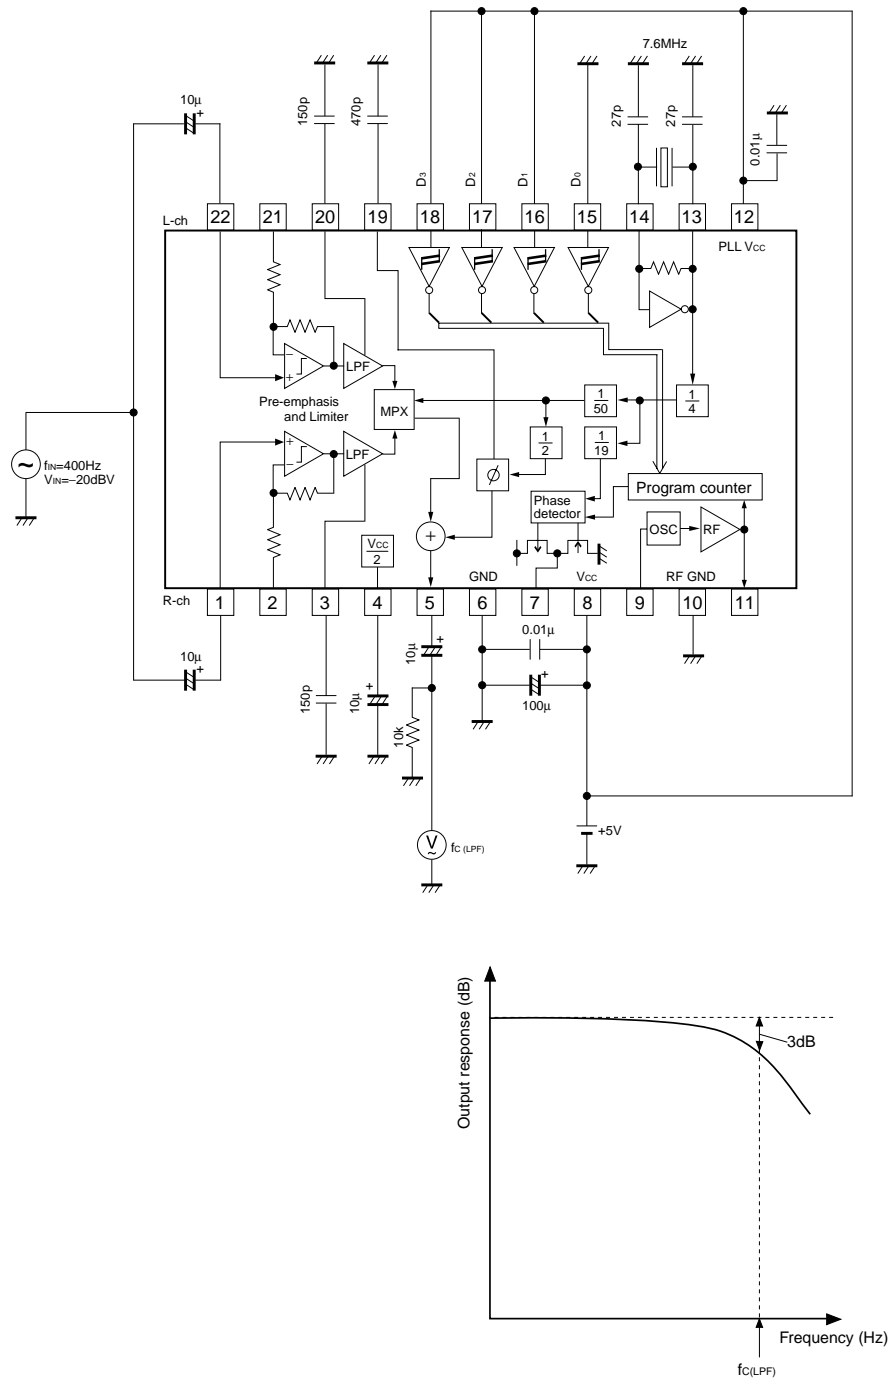 7.6MHz
10μ
+
150p
470p
27p
27p
0.01μ
D3
D2
D1
D0
L-ch
22
21
20
19
18
17
16
15
14
13
12
PLL VCC
LPF
Pre-emphasis
and Limiter
MPX
1/50
1/4
1/2
1/19
ϕ
LPF
Program counter
Phase
detector
OSC
RF
+
VCC/2
GND
VCC
RF GND
R-ch
1
2
3
4
5
6
7
8
9
10
11
fIN=400Hz
VIN=–20dBV
10μ
+
150p
10μ
+
10μ
+
10k
0.01μ
+
100μ
+5V
V
~
fC (LPF)
Output response (dB)
3dB
Frequency (Hz)
fC(LPF)